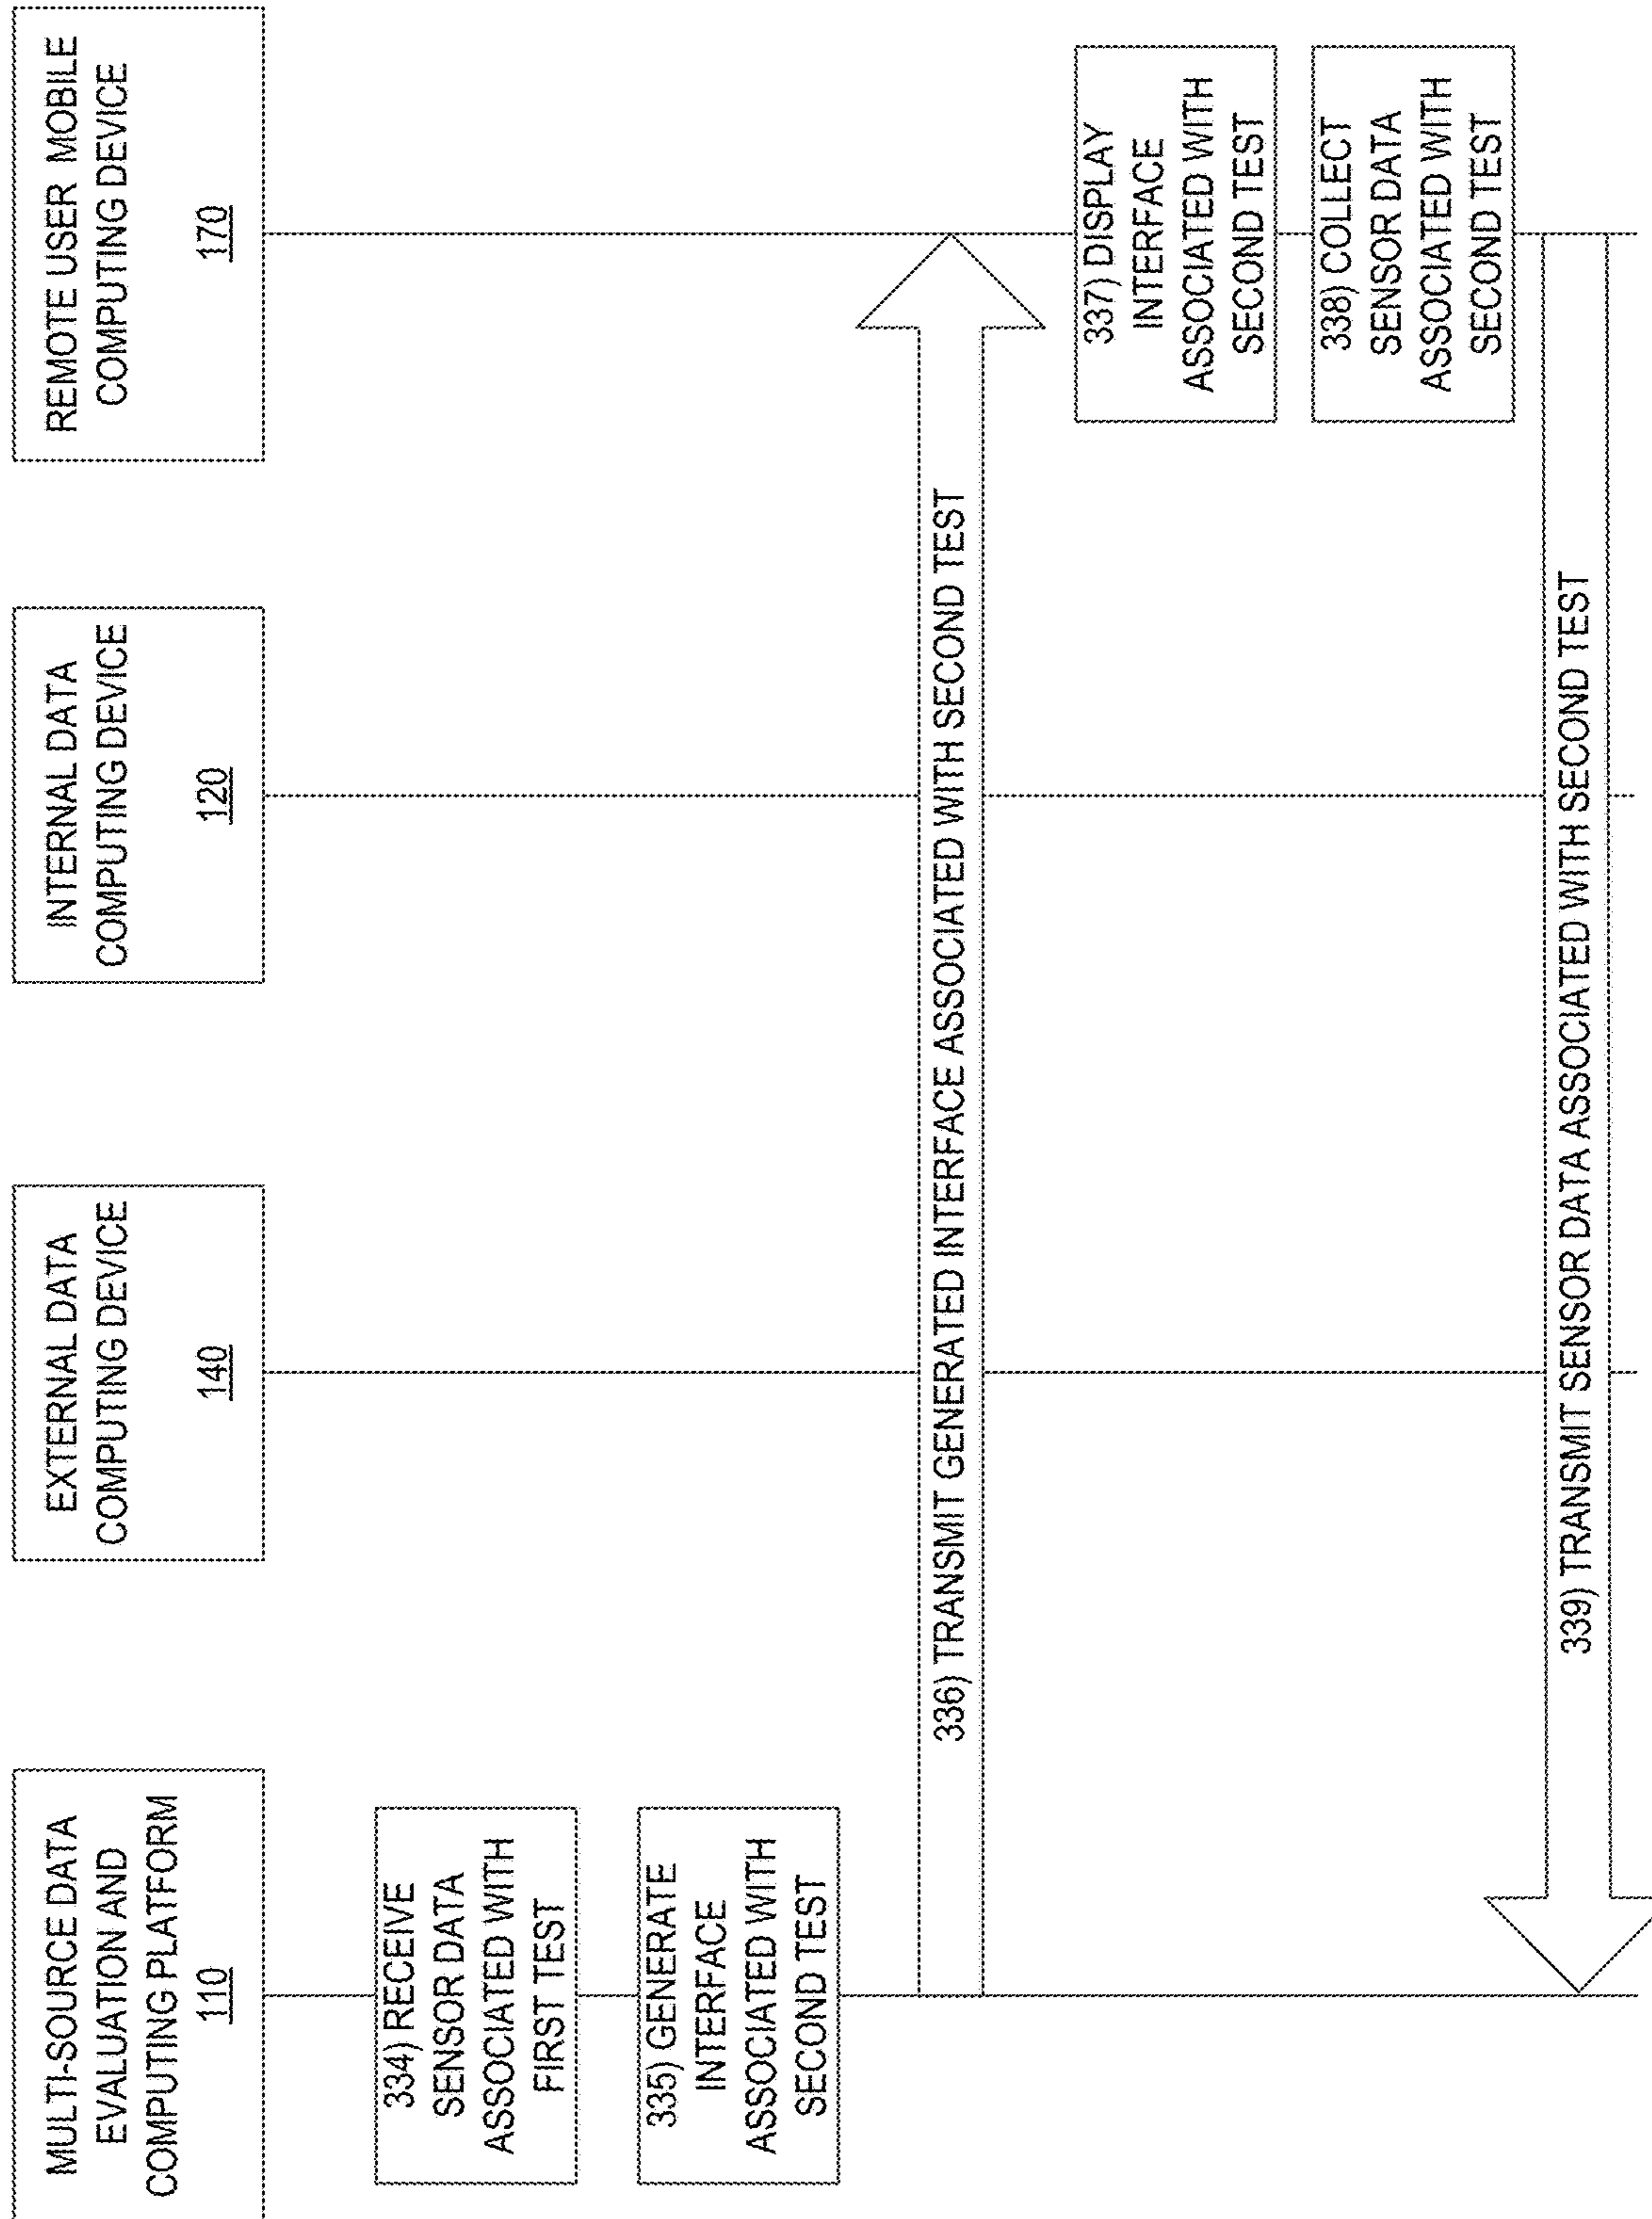 MULTI-SOURCE DATA
EVALUATION AND
COMPUTING PLATFORM
110
EXTERNAL DATA
COMPUTING DEVICE
140
INTERNAL DATA
COMPUTING DEVICE
120
REMOTE USER MOBILE
COMPUTING DEVICE
170
334) RECEIVE
SENSOR DATA
ASSOCIATED WITH
FIRST TEST
335) GENERATE
INTERFACE
ASSOCIATED WITH
SECOND TEST
336) TRANSMIT GENERATED INTERFACE ASSOCIATED WITH SECOND TEST
337) DISPLAY
INTERFACE
ASSOCIATED WITH
SECOND TEST
338) COLLECT
SENSOR DATA
ASSOCIATED WITH
SECOND TEST
339) TRANSMIT SENSOR DATA ASSOCIATED WITH SECOND TEST